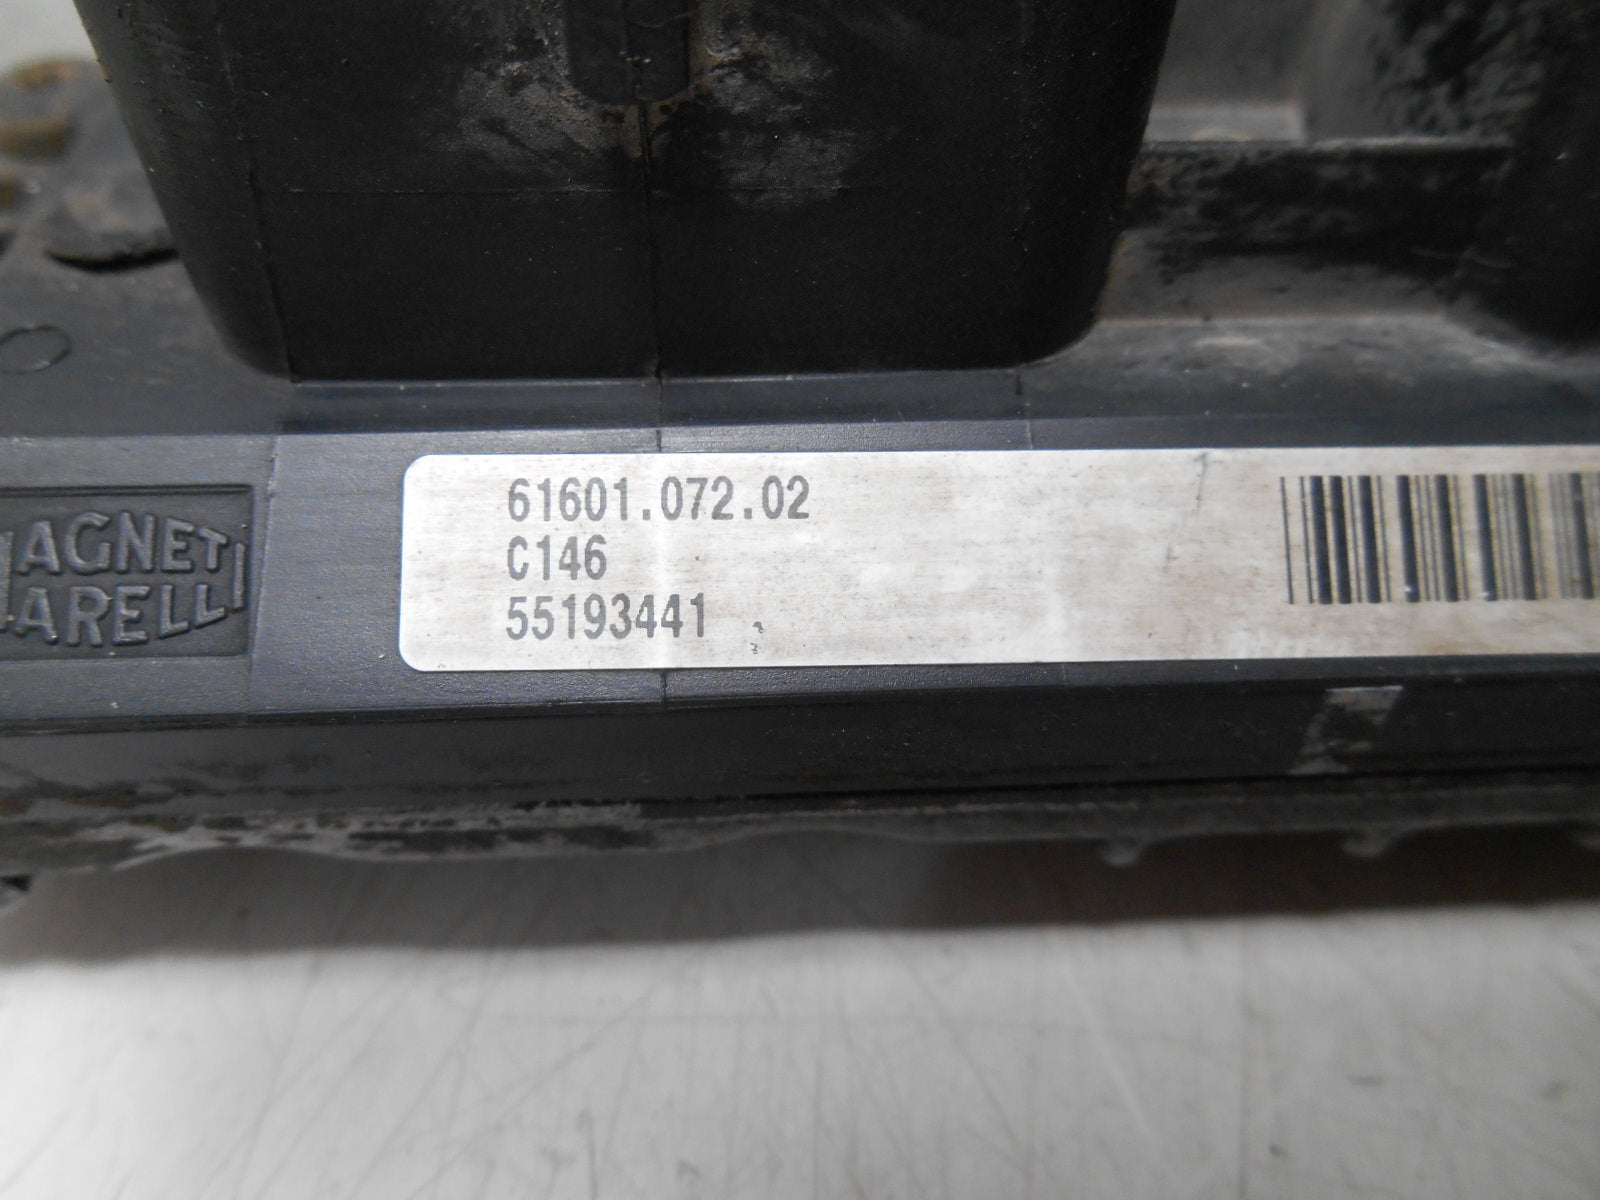 MAGNETI
MARELLI
61601.072.02
C146
55193441